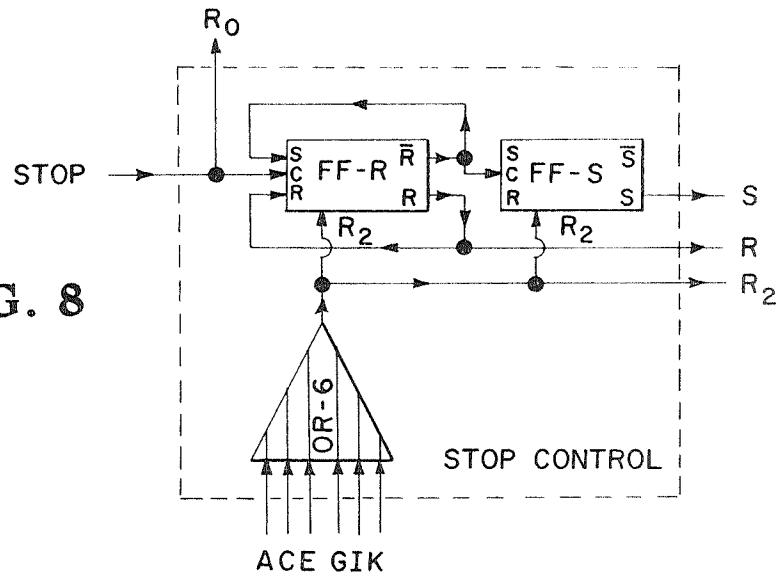 R0
S R̅ S S̅
STOP C FF-R C FF-S
R R R S S
R2 R2 R
R2
G. 8
OR-6
STOP CONTROL
ACE GIK